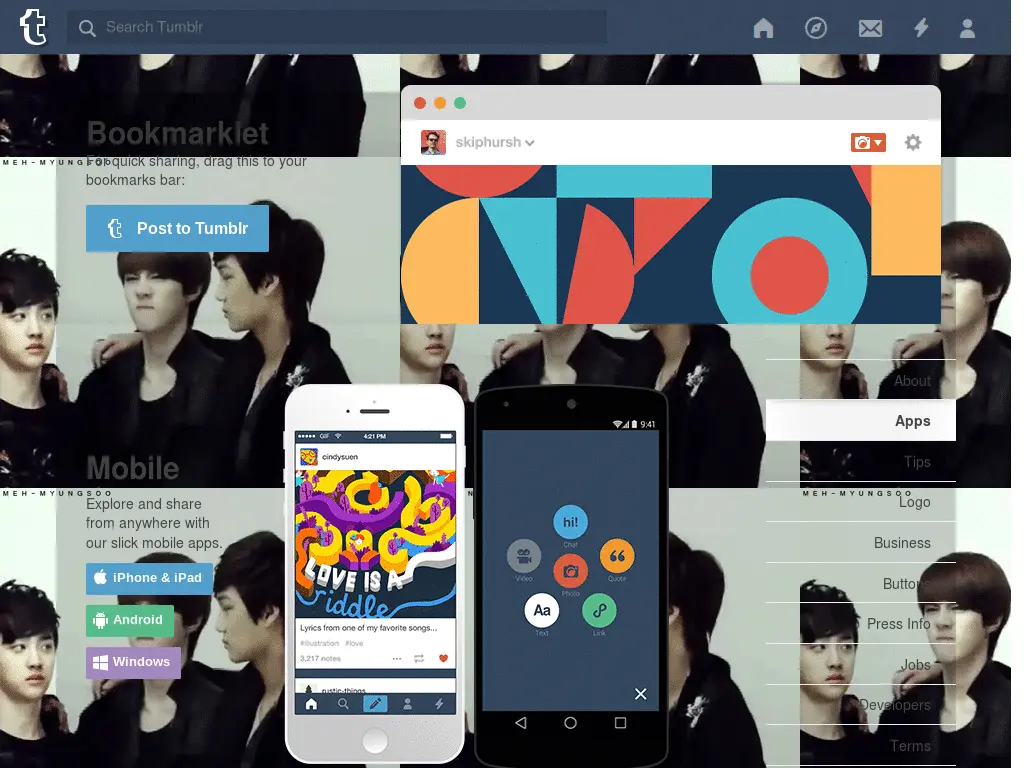 Search Tumblr
Bookmarklet
For quick sharing, drag this to your
bookmarks bar:
MEH-MYUNGSOO
Post to Tumblr
skiphursh
About
Apps
Tips
Logo
Business
Buttons
Press Info
Jobs
Developers
Terms
Mobile
MEH-MYUNGSOO
Explore and share
from anywhere with
our slick mobile apps.
iPhone & iPad
Android
Windows
GIF
4:21 PM
cindysuen
LOVE IS A
riddle
Lyrics from one of my favorite songs...
#illustration #love
3,217 notes
rustic-things
9:41
hi!
Chat
Video
Quote
Photo
Aa
Text
Link
MEH-MYUNGSOO